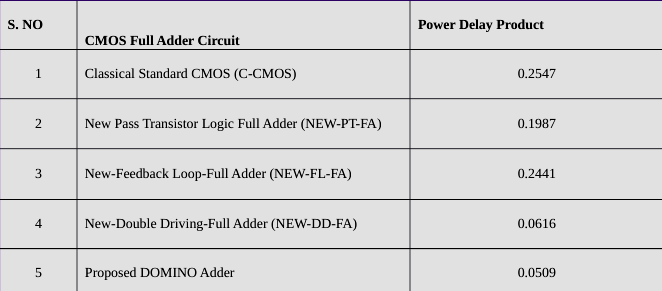 S. NO CMOS Full Adder Circuit Power Delay Product
1 Classical Standard CMOS (C-CMOS) 0.2547
2 New Pass Transistor Logic Full Adder (NEW-PT-FA) 0.1987
3 New-Feedback Loop-Full Adder (NEW-FL-FA) 0.2441
4 New-Double Driving-Full Adder (NEW-DD-FA) 0.0616
5 Proposed DOMINO Adder 0.0509